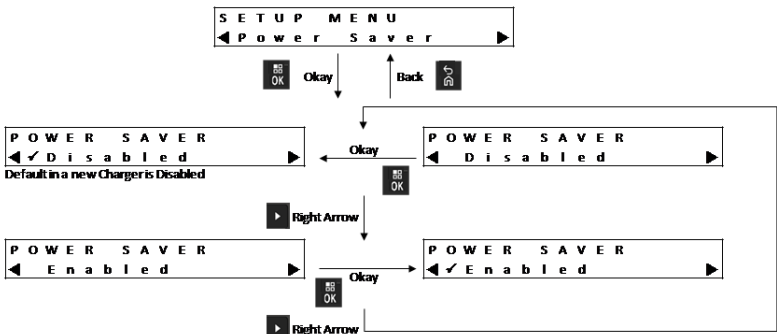 SETUP MENU
◀Power Saver▶
OK Okay Back
POWER SAVER
◀✓Disabled▶
Default in a new Charger is Disabled
Okay
OK
POWER SAVER
◀ Disabled▶
Right Arrow
POWER SAVER
◀ Enabled▶
Okay
OK
POWER SAVER
◀✓Enabled▶
Right Arrow